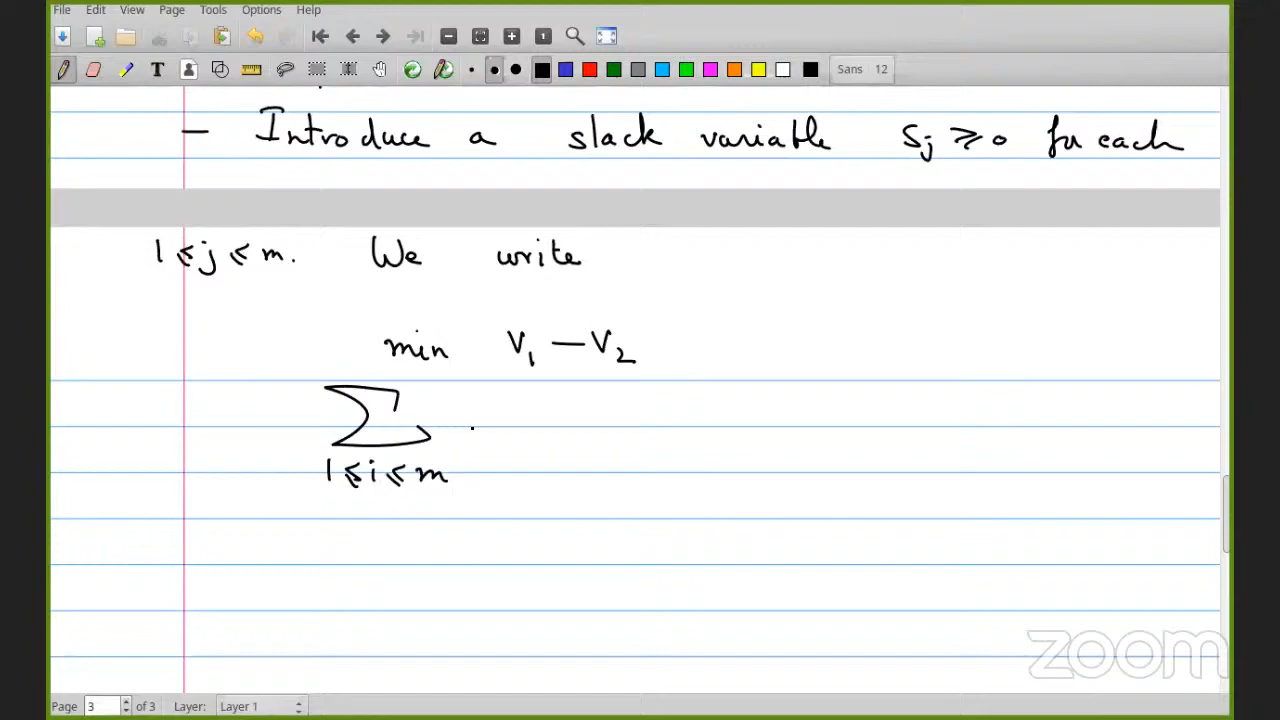 File Edit View Page Tools Options Help
Sans 12
— Introduce a slack variable Sj ⩾ 0 for each
1 ⩽ j ⩽ m. We write
min V₁ — V₂
∑
1 ⩽ i ⩽ m
zoom
Page 3 of 3 Layer: Layer 1